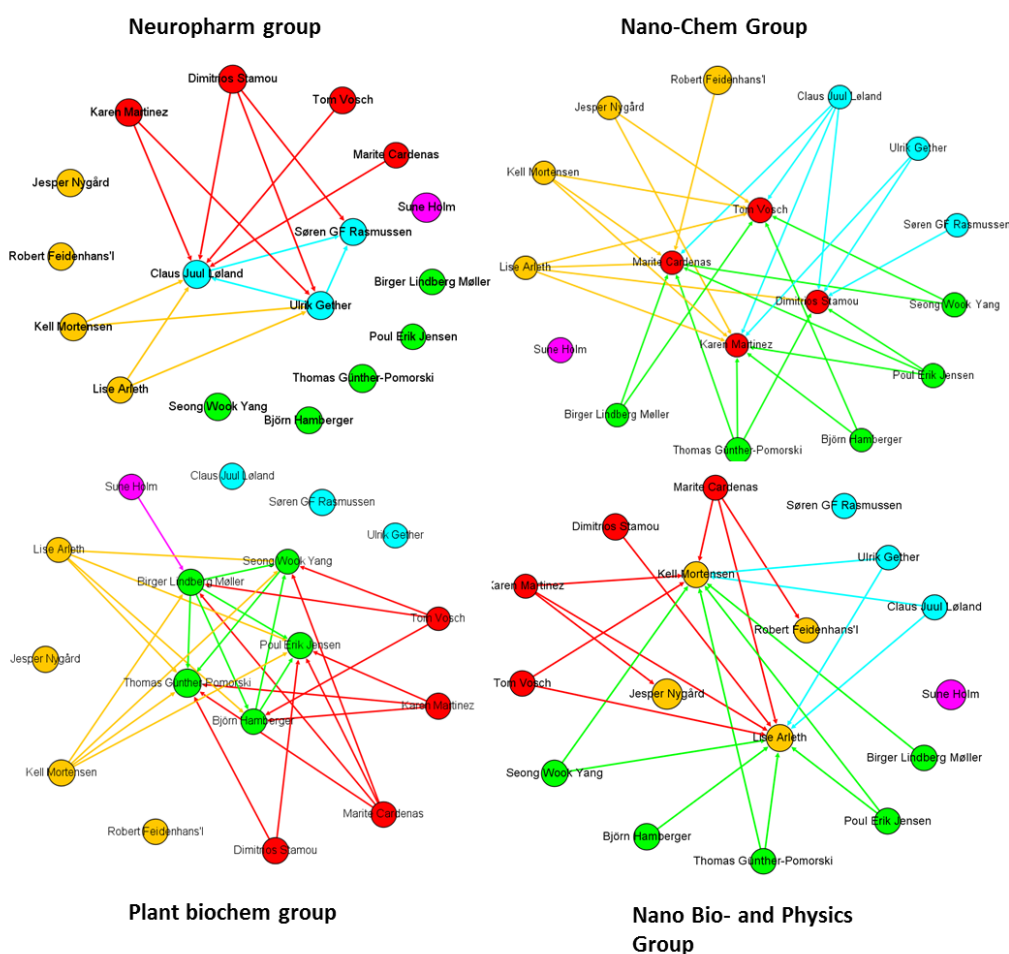 Neuropharm group
Dimitrios Stamou
Tom Vosch
Karen Martinez
Marite Cardenas
Jesper Nygård
Sune Holm
Søren GF Rasmussen
Robert Feidenhans'l
Claus Juul Løland
Birger Lindberg Møller
Ulrik Gether
Kell Mortensen
Poul Erik Jensen
Thomas Günther-Pomorski
Lise Arleth
Seong Wook Yang
Björn Hamberger
Nano-Chem Group
Robert Feidenhans'l
Claus Juul Løland
Jesper Nygård
Ulrik Gether
Kell Mortensen
Tom Vosch
Søren GF Rasmussen
Marite Cardenas
Lise Arleth
Dimitrios Stamou
Seong Wook Yang
Karen Martinez
Sune Holm
Poul Erik Jensen
Birger Lindberg Møller
Björn Hamberger
Thomas Günther-Pomorski
Claus Juul Løland
Sune Holm
Søren GF Rasmussen
Ulrik Gether
Lise Arleth
Seong Wook Yang
Birger Lindberg Møller
Tom Vosch
Poul Erik Jensen
Jesper Nygård
Thomas Günther-Pomorski
Karen Martinez
Björn Hamberger
Kell Mortensen
Marite Cardenas
Robert Feidenhans'l
Dimitrios Stamou
Plant biochem group
Marite Cardenas
Søren GF Rasmussen
Dimitrios Stamou
Ulrik Gether
Kell Mortensen
Karen Martinez
Claus Juul Løland
Robert Feidenhans'l
Tom Vosch
Jesper Nygård
Sune Holm
Lise Arleth
Birger Lindberg Møller
Seong Wook Yang
Poul Erik Jensen
Björn Hamberger
Thomas Günther-Pomorski
Nano Bio- and Physics
Group